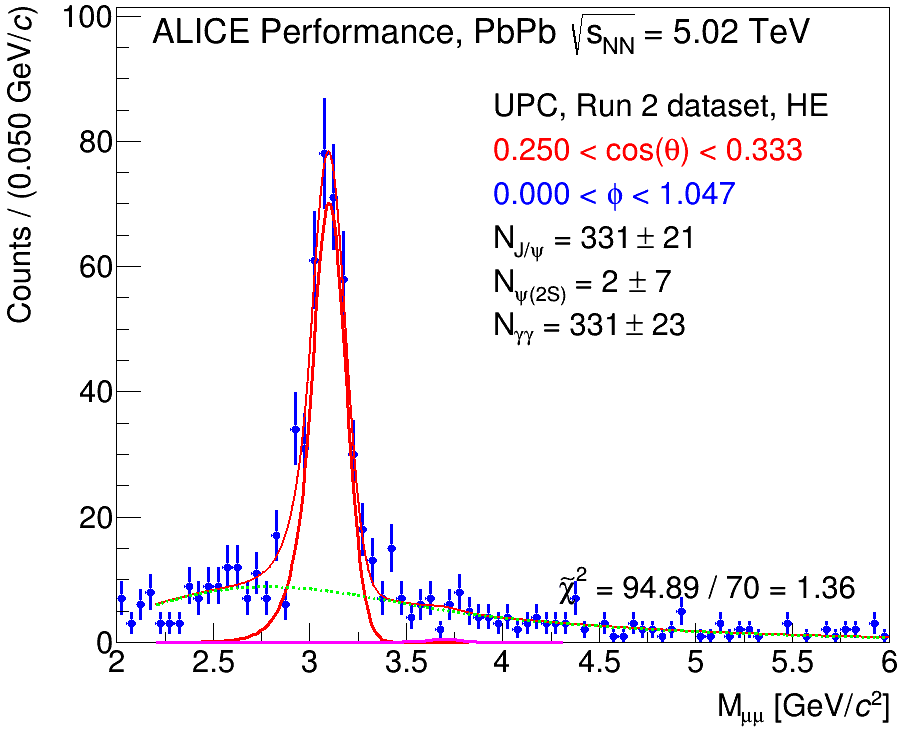 ALICE Performance, PbPb √sNN = 5.02 TeV
UPC, Run 2 dataset, HE
0.250 < cos(θ) < 0.333
0.000 < ϕ < 1.047
NJ/ψ = 331 ± 21
Nψ(2S) = 2 ± 7
Nγγ = 331 ± 23
χ̃² = 94.89 / 70 = 1.36
Counts / (0.050 GeV/c)
100
80
60
40
20
0
2 2.5 3 3.5 4 4.5 5 5.5 6
Mμμ [GeV/c²]